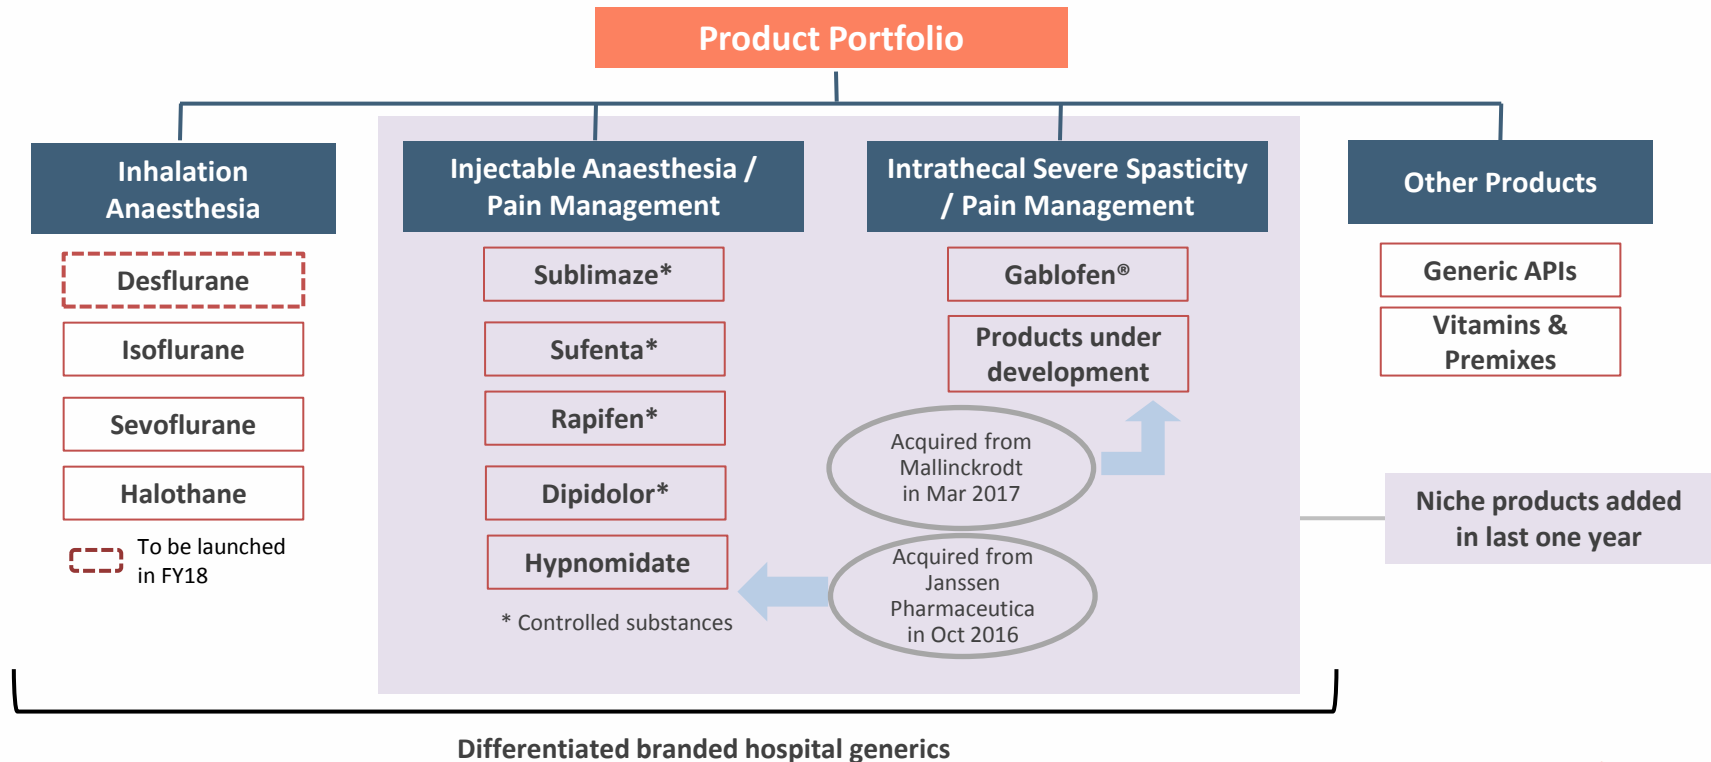 Product Portfolio
Inhalation
Anaesthesia
Desflurane
Isoflurane
Sevoflurane
Halothane
To be launched
in FY18
Injectable Anaesthesia /
Pain Management
Sublimaze*
Sufenta*
Rapifen*
Dipidolor*
Hypnomidate
* Controlled substances
Intrathecal Severe Spasticity
/ Pain Management
Gablofen®
Products under
development
Acquired from
Mallinckrodt
in Mar 2017
Acquired from
Janssen
Pharmaceutica
in Oct 2016
Other Products
Generic APIs
Vitamins &
Premixes
Niche products added
in last one year
Differentiated branded hospital generics